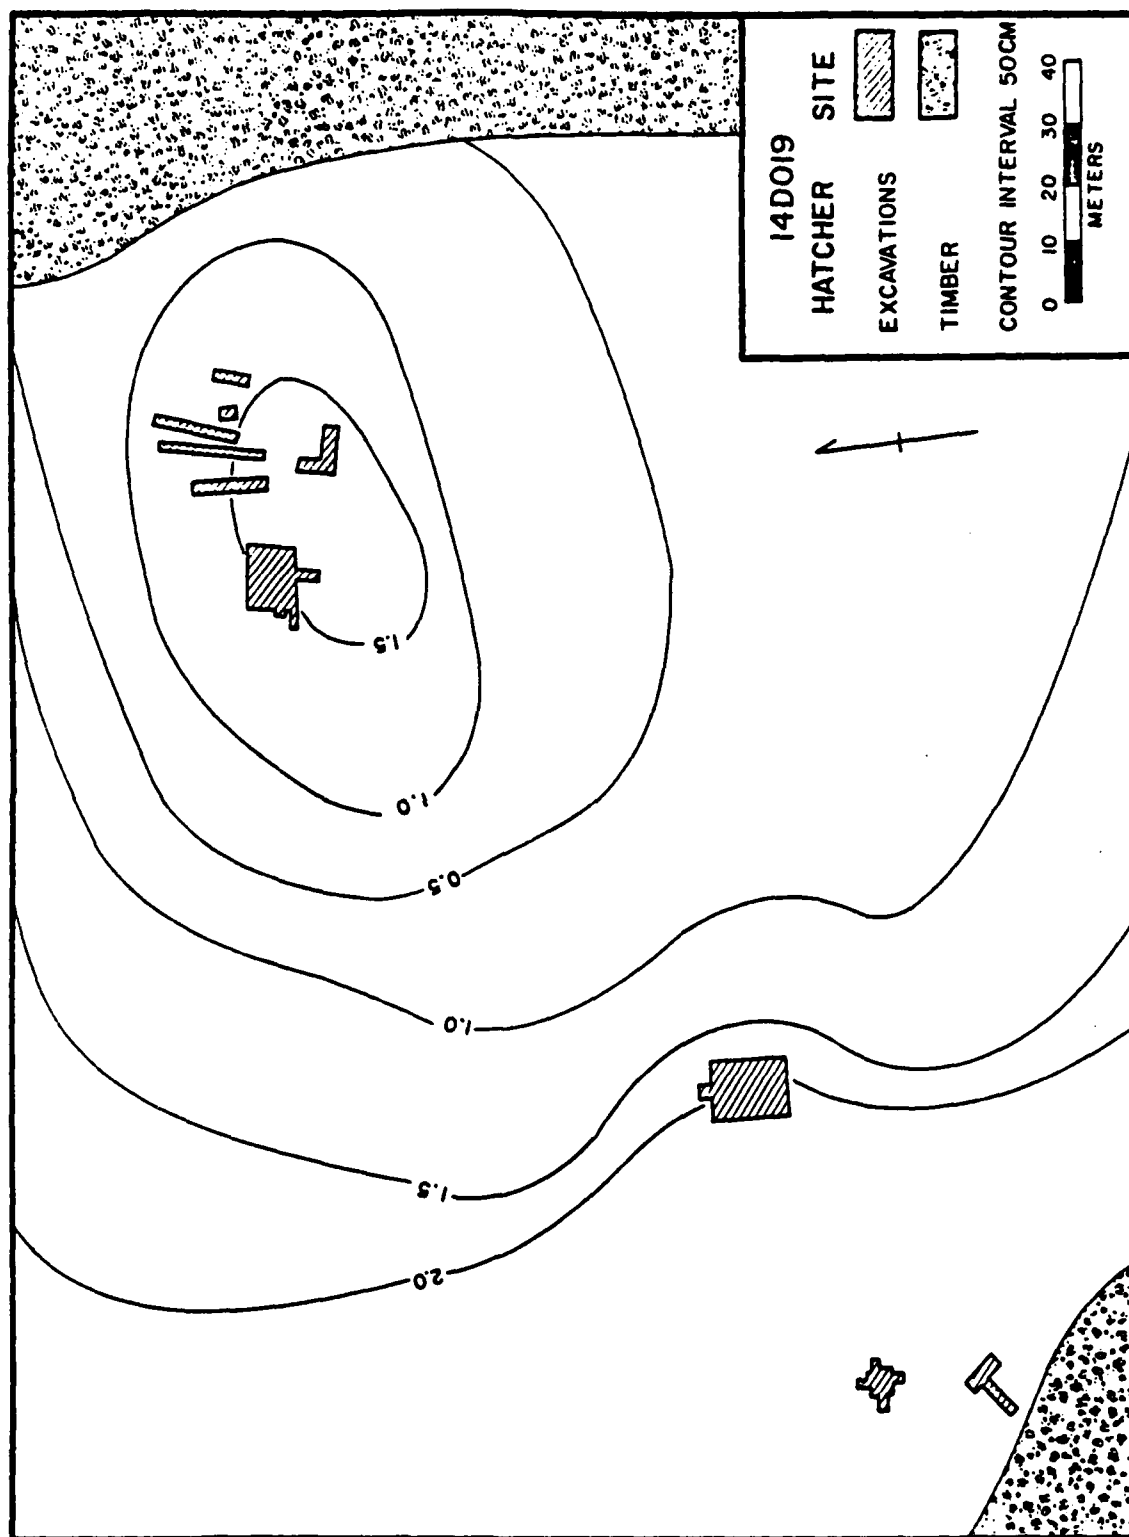 14DO19
HATCHER SITE
EXCAVATIONS
TIMBER
CONTOUR INTERVAL 50CM
0 10 20 30 40
METERS
1.5
1.0
0.5
1.0
1.5
2.0